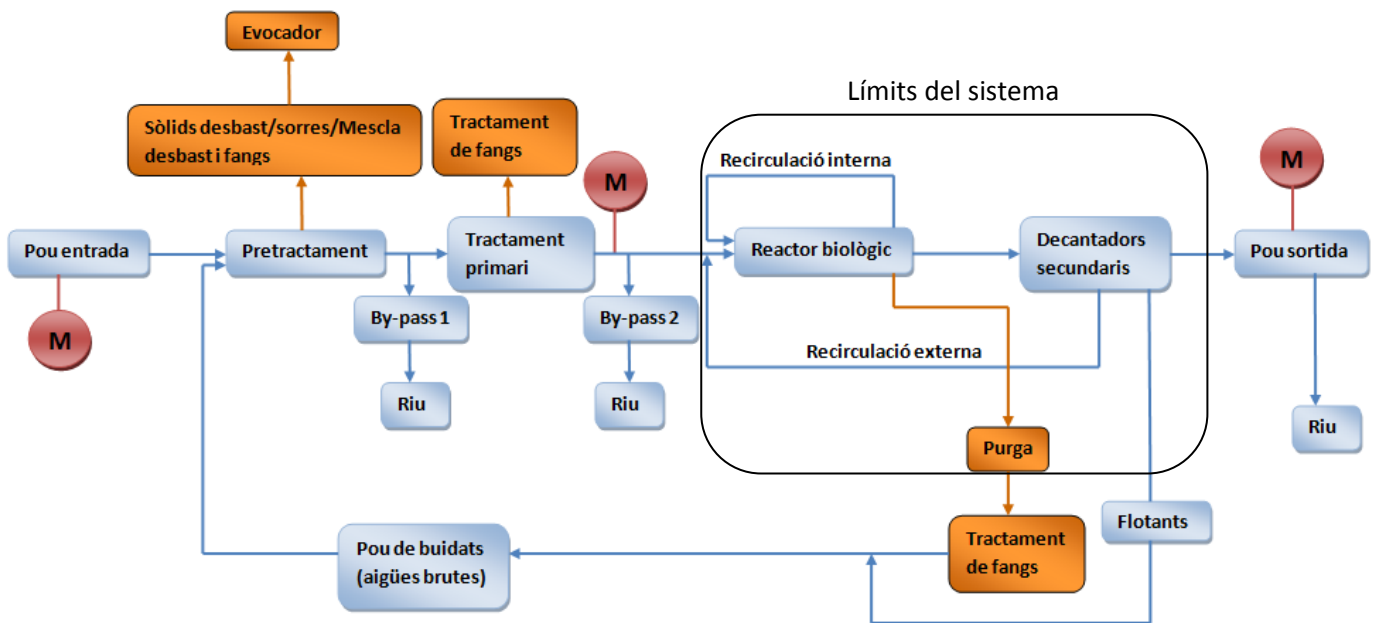 Evocador
Límits del sistema
Sòlids desbast/sorres/Mescla
desbast i fangs
Tractament
de fangs
M
M
Recirculació interna
Pou entrada
Pretractament
Tractament
primari
Reactor biològic
Decantadors
secundaris
Pou sortida
M
By-pass 1
By-pass 2
Recirculació externa
Riu
Riu
Riu
Purga
Flotants
Pou de buidats
(aigües brutes)
Tractament
de fangs